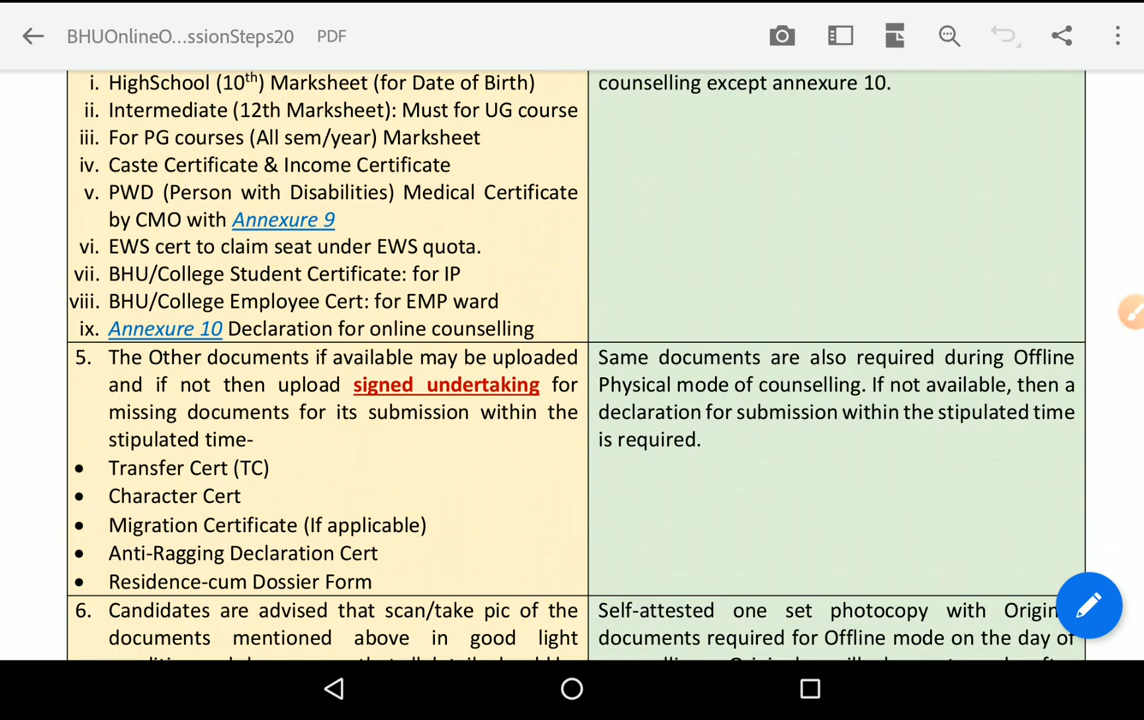 BHUOnlineO...ssionSteps20 PDF
i. HighSchool (10th) Marksheet (for Date of Birth)
ii. Intermediate (12th Marksheet): Must for UG course
iii. For PG courses (All sem/year) Marksheet
iv. Caste Certificate & Income Certificate
v. PWD (Person with Disabilities) Medical Certificate
by CMO with Annexure 9
vi. EWS cert to claim seat under EWS quota.
vii. BHU/College Student Certificate: for IP
viii. BHU/College Employee Cert: for EMP ward
ix. Annexure 10 Declaration for online counselling
counselling except annexure 10.
5. The Other documents if available may be uploaded
and if not then upload signed undertaking for
missing documents for its submission within the
stipulated time-
• Transfer Cert (TC)
• Character Cert
• Migration Certificate (If applicable)
• Anti-Ragging Declaration Cert
• Residence-cum Dossier Form
Same documents are also required during Offline
Physical mode of counselling. If not available, then a
declaration for submission within the stipulated time
is required.
6. Candidates are advised that scan/take pic of the
documents mentioned above in good light
Self-attested one set photocopy with Origin
documents required for Offline mode on the day of